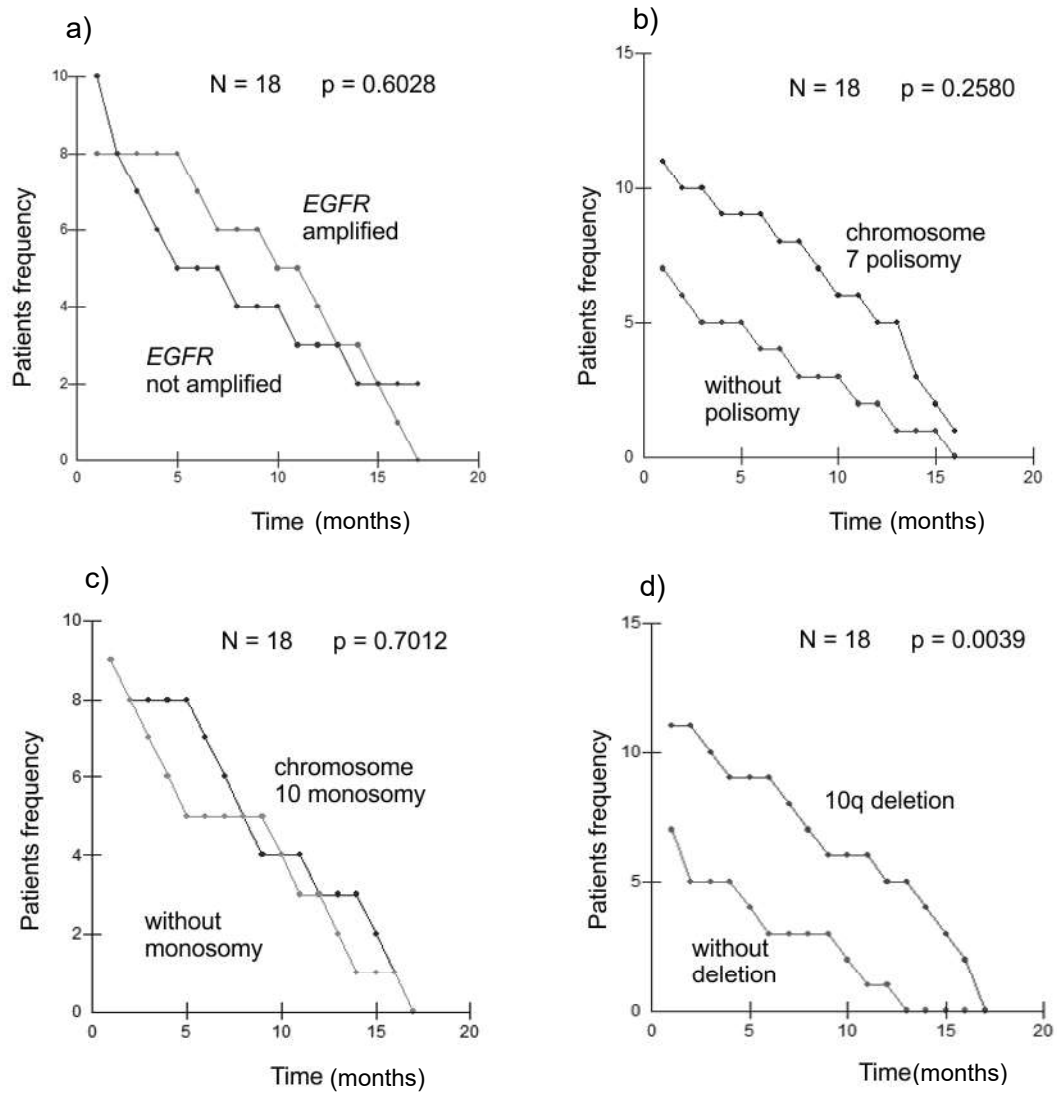 a)
N = 18 p = 0.6028
10
8
6
4
2
0
Patients frequency
EGFR
amplified
EGFR
not amplified
0 5 10 15 20
Time (months)
b)
N = 18 p = 0.2580
15
10
5
0
Patients frequency
chromosome
7 polisomy
without
polisomy
0 5 10 15 20
Time (months)
c)
N = 18 p = 0.7012
10
8
6
4
2
0
Patients frequency
chromosome
10 monosomy
without
monosomy
0 5 10 15 20
Time (months)
d)
N = 18 p = 0.0039
15
10
5
0
Patients frequency
10q deletion
without
deletion
0 5 10 15 20
Time(months)